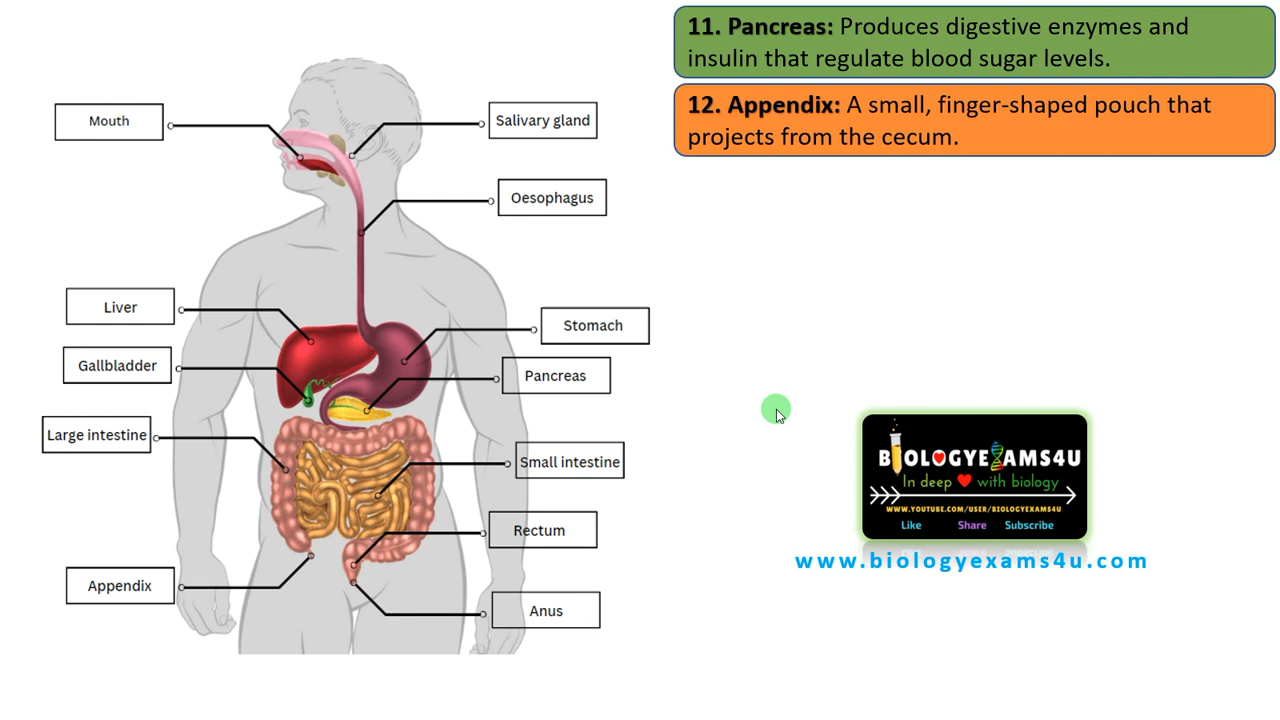 11. Pancreas: Produces digestive enzymes and
insulin that regulate blood sugar levels.
12. Appendix: A small, finger-shaped pouch that
projects from the cecum.
Mouth
Salivary gland
Oesophagus
Liver
Stomach
Gallbladder
Pancreas
Large intestine
Small intestine
Rectum
Appendix
Anus
BIOLOGYEXAMS4U
In deep with biology
WWW.YOUTUBE.COM/USER/BIOLOGYEXAMS4U
Like Share Subscribe
www.biologyexams4u.com